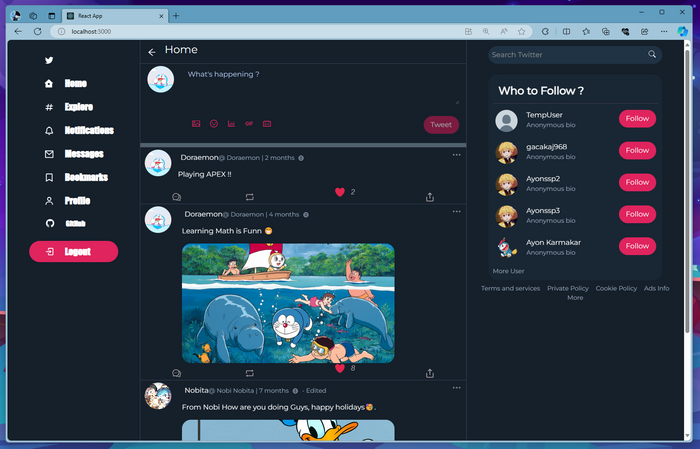 React App
localhost:3000
Home
Explore
Notifications
Messages
Bookmarks
Profile
GitHub
Logout
Home
What's happening ?
GIF
Tweet
Doraemon@ Doraemon | 2 months
Playing APEX !!
2
Doraemon@ Doraemon | 4 months
Learning Math is Funn
8
Nobita@ Nobi Nobita | 7 months - Edited
From Nobi How are you doing Guys, happy holidays .
Search Twitter
Who to Follow ?
TempUser
Anonymous bio
Follow
gacakaj968
Anonymous bio
Follow
Ayonssp2
Anonymous bio
Follow
Ayonssp3
Anonymous bio
Follow
Ayon Karmakar
Anonymous bio
Follow
More User
Terms and services Private Policy Cookie Policy Ads Info
More